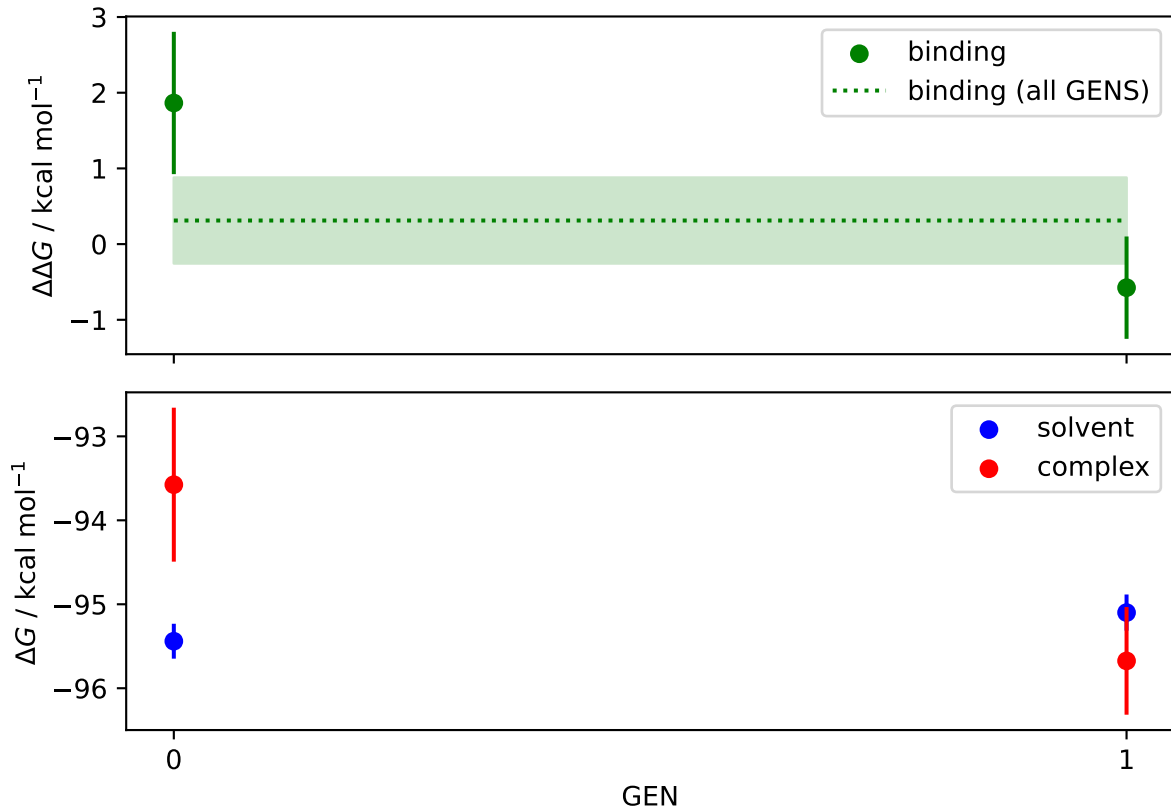 3
2
1
0
−1
ΔΔG / kcal mol⁻¹
binding
binding (all GENS)
−93
−94
−95
−96
ΔG / kcal mol⁻¹
solvent
complex
0
1
GEN